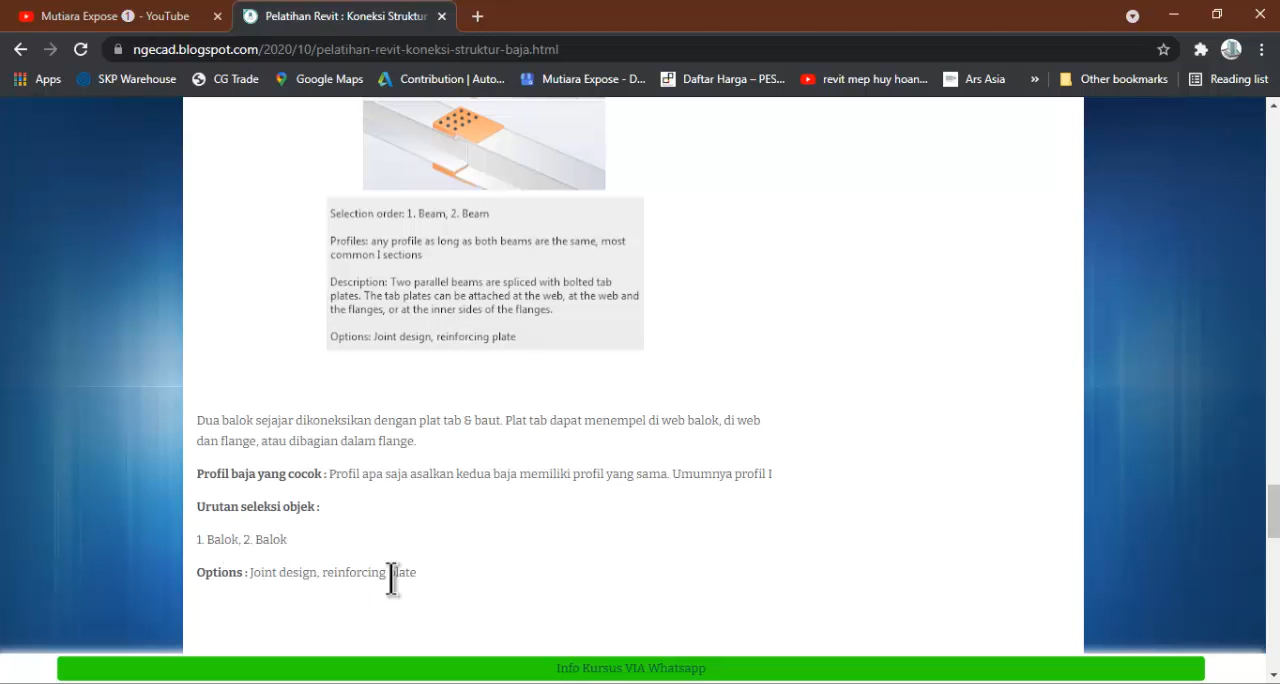 Mutiara Expose ① - YouTube
Pelatihan Revit : Koneksi Struktur
ngecad.blogspot.com/2020/10/pelatihan-revit-koneksi-struktur-baja.html
Apps
SKP Warehouse
CG Trade
Google Maps
Contribution | Auto...
Mutiara Expose - D...
Daftar Harga – PES...
revit mep huy hoan...
Ars Asia
»
Other bookmarks
Reading list
Selection order: 1. Beam, 2. Beam
Profiles: any profile as long as both beams are the same, most
common I sections
Description: Two parallel beams are spliced with bolted tab
plates. The tab plates can be attached at the web, at the web and
the flanges, or at the inner sides of the flanges.
Options: Joint design, reinforcing plate
Dua balok sejajar dikoneksikan dengan plat tab & baut. Plat tab dapat menempel di web balok, di web
dan flange, atau dibagian dalam flange.
Profil baja yang cocok : Profil apa saja asalkan kedua baja memiliki profil yang sama. Umumnya profil I
Urutan seleksi objek :
1. Balok, 2. Balok
Options : Joint design, reinforcing plate
Info Kursus VIA Whatsapp